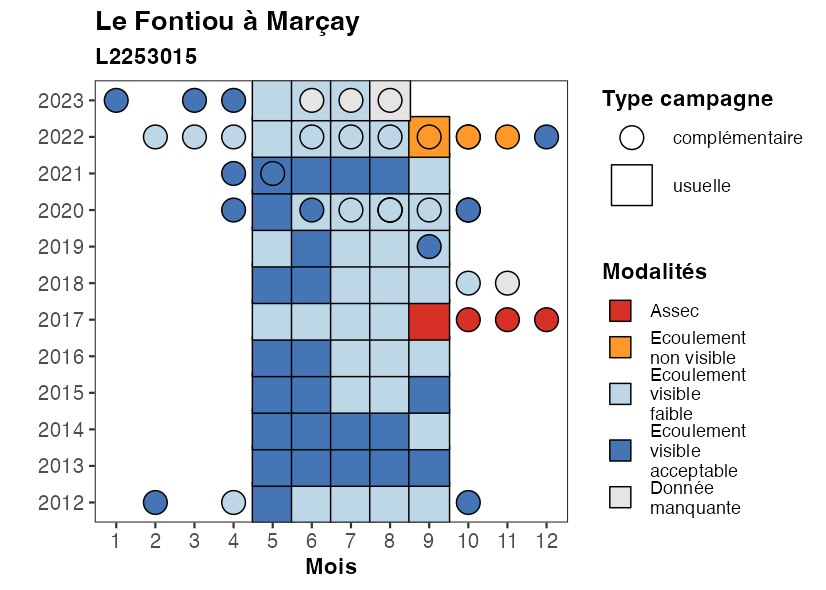 Le Fontiou à Marçay
L2253015
2023
2022
2021
2020
2019
2018
2017
2016
2015
2014
2013
2012
1 2 3 4 5 6 7 8 9 10 11 12
Mois
Type campagne
complémentaire
usuelle
Modalités
Assec
Ecoulement
non visible
Ecoulement
visible
faible
Ecoulement
visible
acceptable
Donnée
manquante